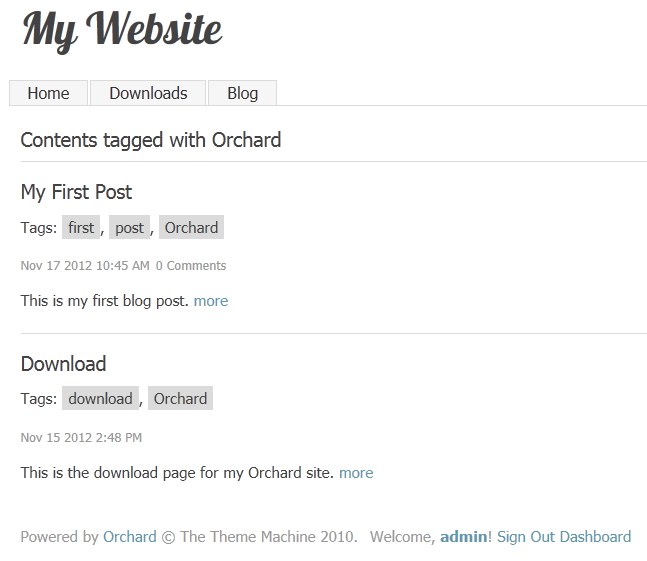 My Website
Home Downloads Blog
Contents tagged with Orchard
My First Post
Tags: first, post, Orchard
Nov 17 2012 10:45 AM 0 Comments
This is my first blog post. more
Download
Tags: download, Orchard
Nov 15 2012 2:48 PM
This is the download page for my Orchard site. more
Powered by Orchard © The Theme Machine 2010. Welcome, admin! Sign Out Dashboard